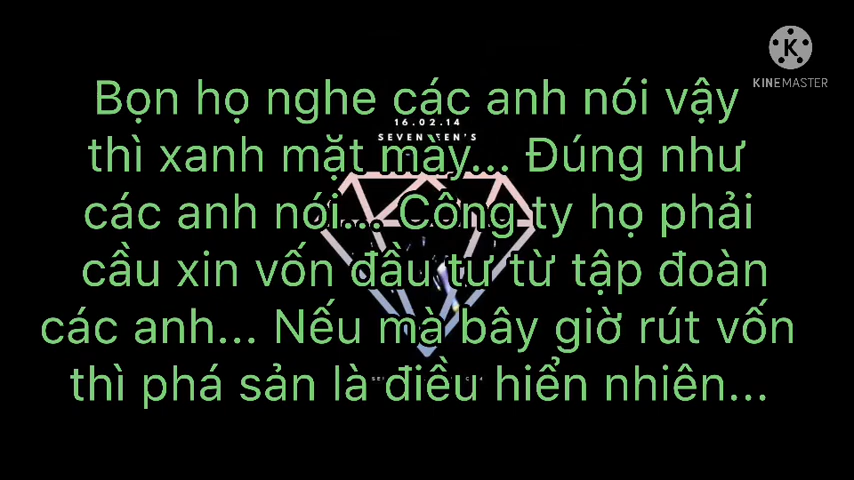 KINEMASTER
Bọn họ nghe các anh nói vậy
16.02.14
SEVENTEEN'S
thì xanh mặt mày... Đúng như
các anh nói... Công ty họ phải
cầu xin vốn đầu tư từ tập đoàn
các anh... Nếu mà bây giờ rút vốn
thì phá sản là điều hiển nhiên...